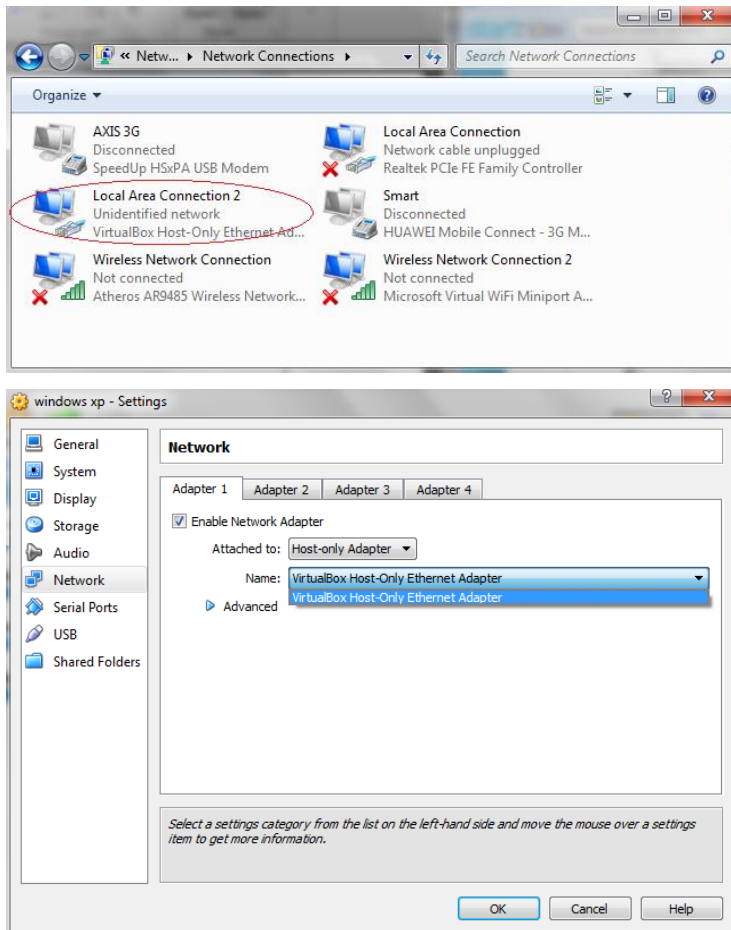 « Netw... ▸ Network Connections ▸
Search Network Connections
Organize ▾
AXIS 3G
Disconnected
SpeedUp HSxPA USB Modem
Local Area Connection
Network cable unplugged
Realtek PCIe FE Family Controller
Local Area Connection 2
Unidentified network
VirtualBox Host-Only Ethernet Ad...
Smart
Disconnected
HUAWEI Mobile Connect - 3G M...
Wireless Network Connection
Not connected
Atheros AR9485 Wireless Network...
Wireless Network Connection 2
Not connected
Microsoft Virtual WiFi Miniport A...
windows xp - Settings
General
System
Display
Storage
Audio
Network
Serial Ports
USB
Shared Folders
Network
Adapter 1 Adapter 2 Adapter 3 Adapter 4
Enable Network Adapter
Attached to: Host-only Adapter
Name: VirtualBox Host-Only Ethernet Adapter
VirtualBox Host-Only Ethernet Adapter
Advanced
Select a settings category from the list on the left-hand side and move the mouse over a settings
item to get more information.
OK Cancel Help